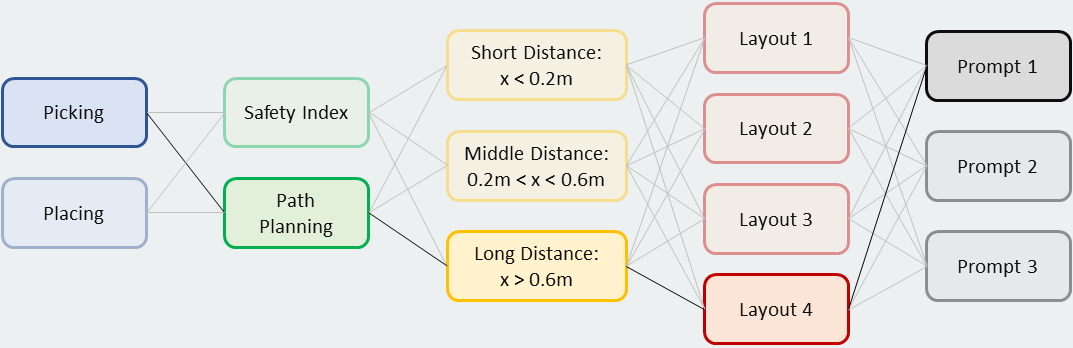 Picking
Placing
Safety Index
Path
Planning
Short Distance:
x < 0.2m
Middle Distance:
0.2m < x < 0.6m
Long Distance:
x > 0.6m
Layout 1
Layout 2
Layout 3
Layout 4
Prompt 1
Prompt 2
Prompt 3